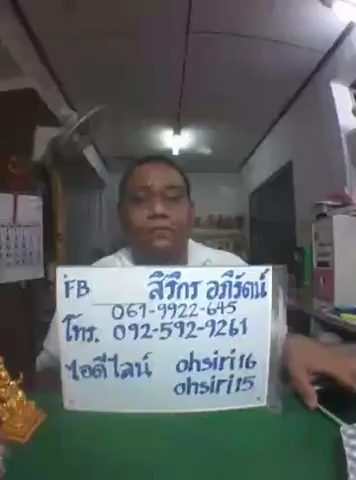 FB สิริกร อภิรัตน์
069-9922-645
โทร. 092-592-9261
ไอดีไลน์ ohsiri16
ohsiri15